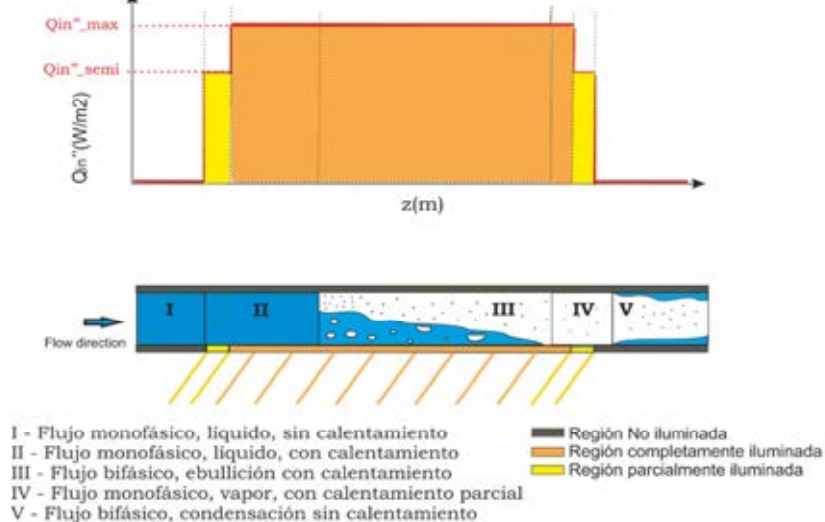 Qin"_max
Qin"_semi
Qin"(W/m2)
z(m)
I
II
III
IV
V
Flow direction
I - Flujo monofásico, líquido, sin calentamiento
II - Flujo monofásico, líquido, con calentamiento
III - Flujo bifásico, ebullición con calentamiento
IV - Flujo monofásico, vapor, con calentamiento parcial
V - Flujo bifásico, condensación sin calentamiento
Región No iluminada
Región completamente iluminada
Región parcialmente iluminada